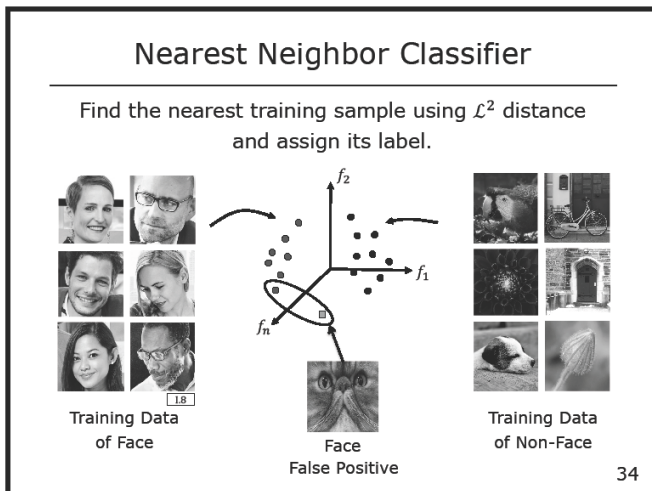 Nearest Neighbor Classifier
Find the nearest training sample using ℒ² distance
and assign its label.
f₂
f₁
fₙ
I.8
Training Data
of Face
Face
False Positive
Training Data
of Non-Face
34